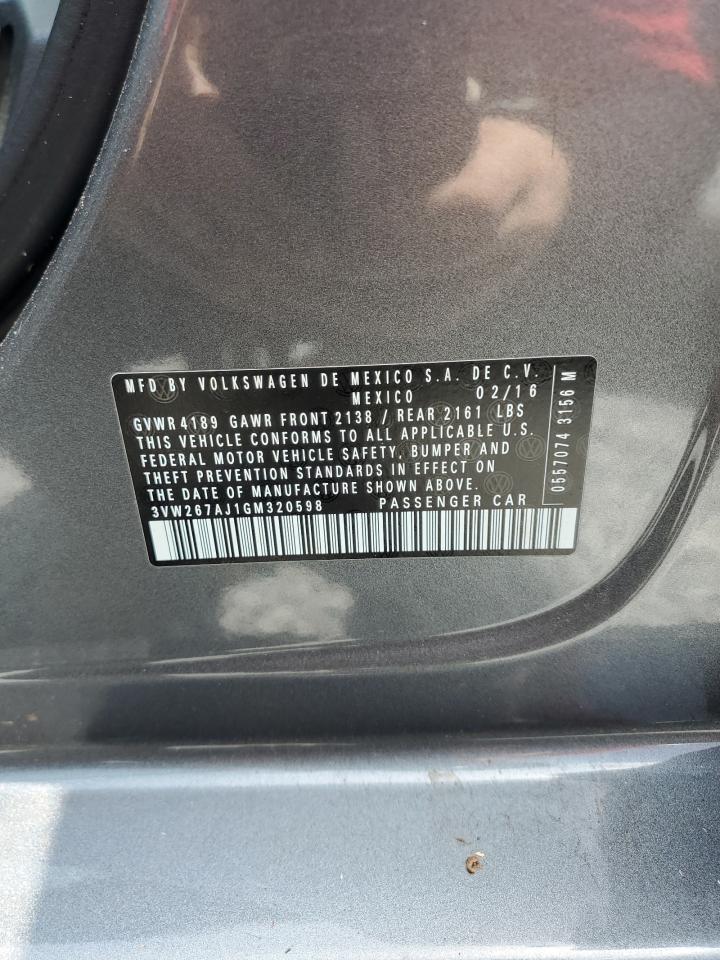 MFD BY VOLKSWAGEN DE MEXICO S.A. DE C.V.
MEXICO 02/16
GVWR 4189 GAWR FRONT 2138 / REAR 2161 LBS
THIS VEHICLE CONFORMS TO ALL APPLICABLE U.S.
FEDERAL MOTOR VEHICLE SAFETY, BUMPER AND
THEFT PREVENTION STANDARDS IN EFFECT ON
THE DATE OF MANUFACTURE SHOWN ABOVE.
3VW267AJ1GM320598 PASSENGER CAR
0557074 3156 M